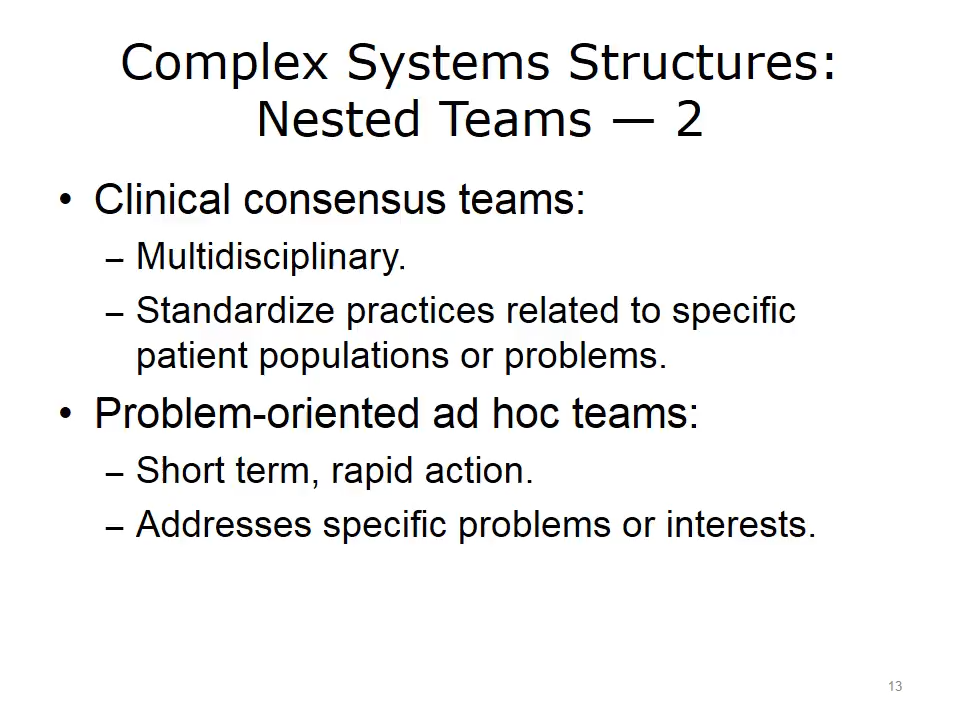 Complex Systems Structures:
Nested Teams — 2
• Clinical consensus teams:
– Multidisciplinary.
– Standardize practices related to specific
patient populations or problems.
• Problem-oriented ad hoc teams:
– Short term, rapid action.
– Addresses specific problems or interests.
13